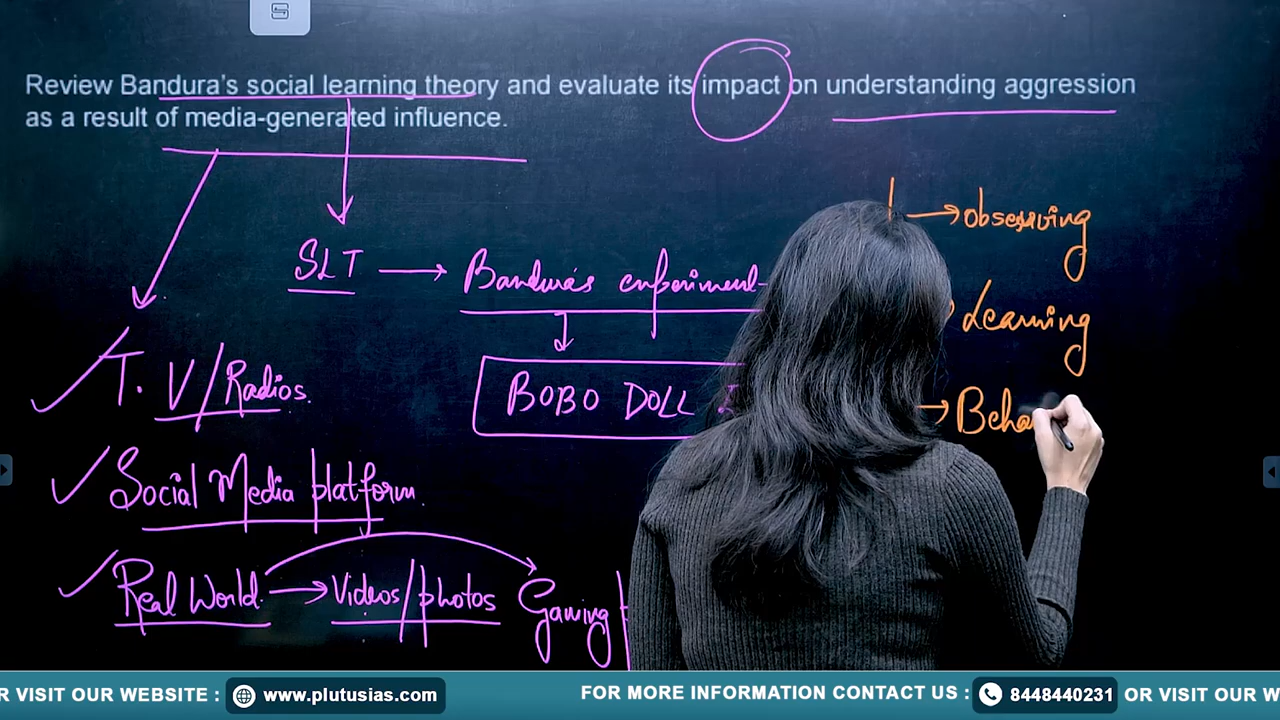 Review Bandura's social learning theory and evaluate its impact on understanding aggression
as a result of media-generated influence.
observing
SLT → Bandura's experiment
Learning
T. V/Radios.
BOBO DOLL
Social Media platform.
Real World. → Videos/photos Gaming
R VISIT OUR WEBSITE : www.plutusias.com FOR MORE INFORMATION CONTACT US : 8448440231 OR VISIT OUR W